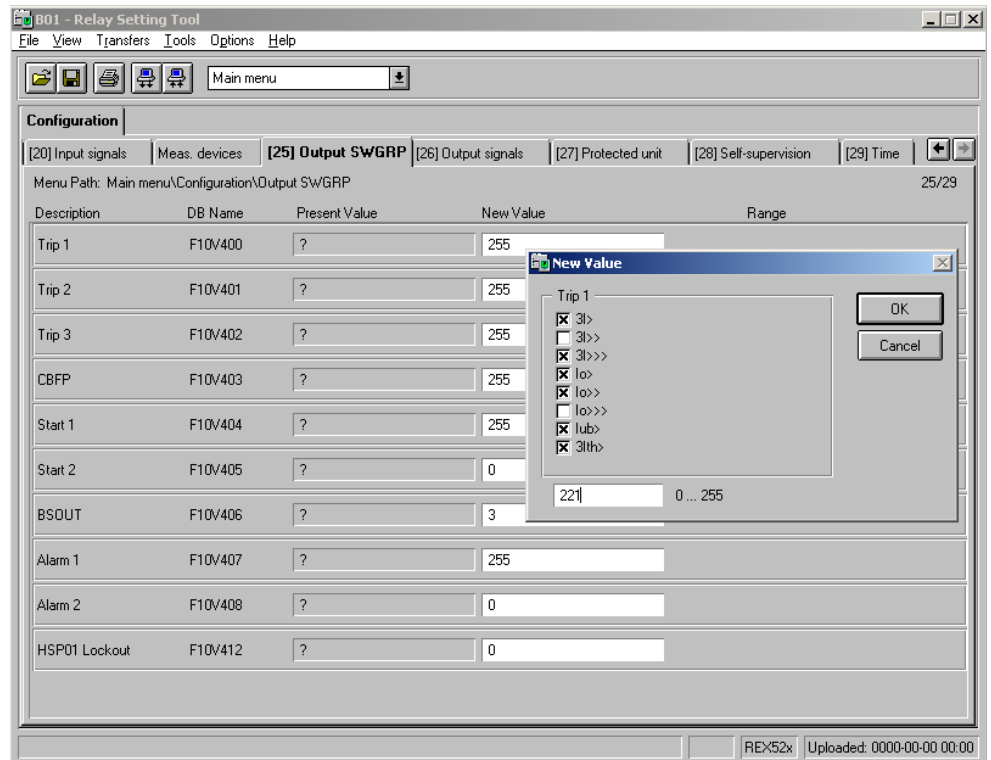 B01 - Relay Setting Tool
File View Transfers Tools Options Help
Main menu
Configuration
[20] Input signals Meas. devices [25] Output SWGRP [26] Output signals [27] Protected unit [28] Self-supervision [29] Time
Menu Path: Main menu\Configuration\Output SWGRP 25/29
Description DB Name Present Value New Value Range
Trip 1 F10V400 ? 255
Trip 2 F10V401 ? 255
Trip 3 F10V402 ? 255
CBFP F10V403 ? 255
Start 1 F10V404 ? 255
Start 2 F10V405 ? 0
BSOUT F10V406 ? 3
Alarm 1 F10V407 ? 255
Alarm 2 F10V408 ? 0
HSPO1 Lockout F10V412 ? 0
New Value
Trip 1
3I>
3I>>
3I>>>
Io>
Io>>
Io>>>
Iub>
3Ith>
OK
Cancel
221 0 ... 255
REX52x Uploaded: 0000-00-00 00:00